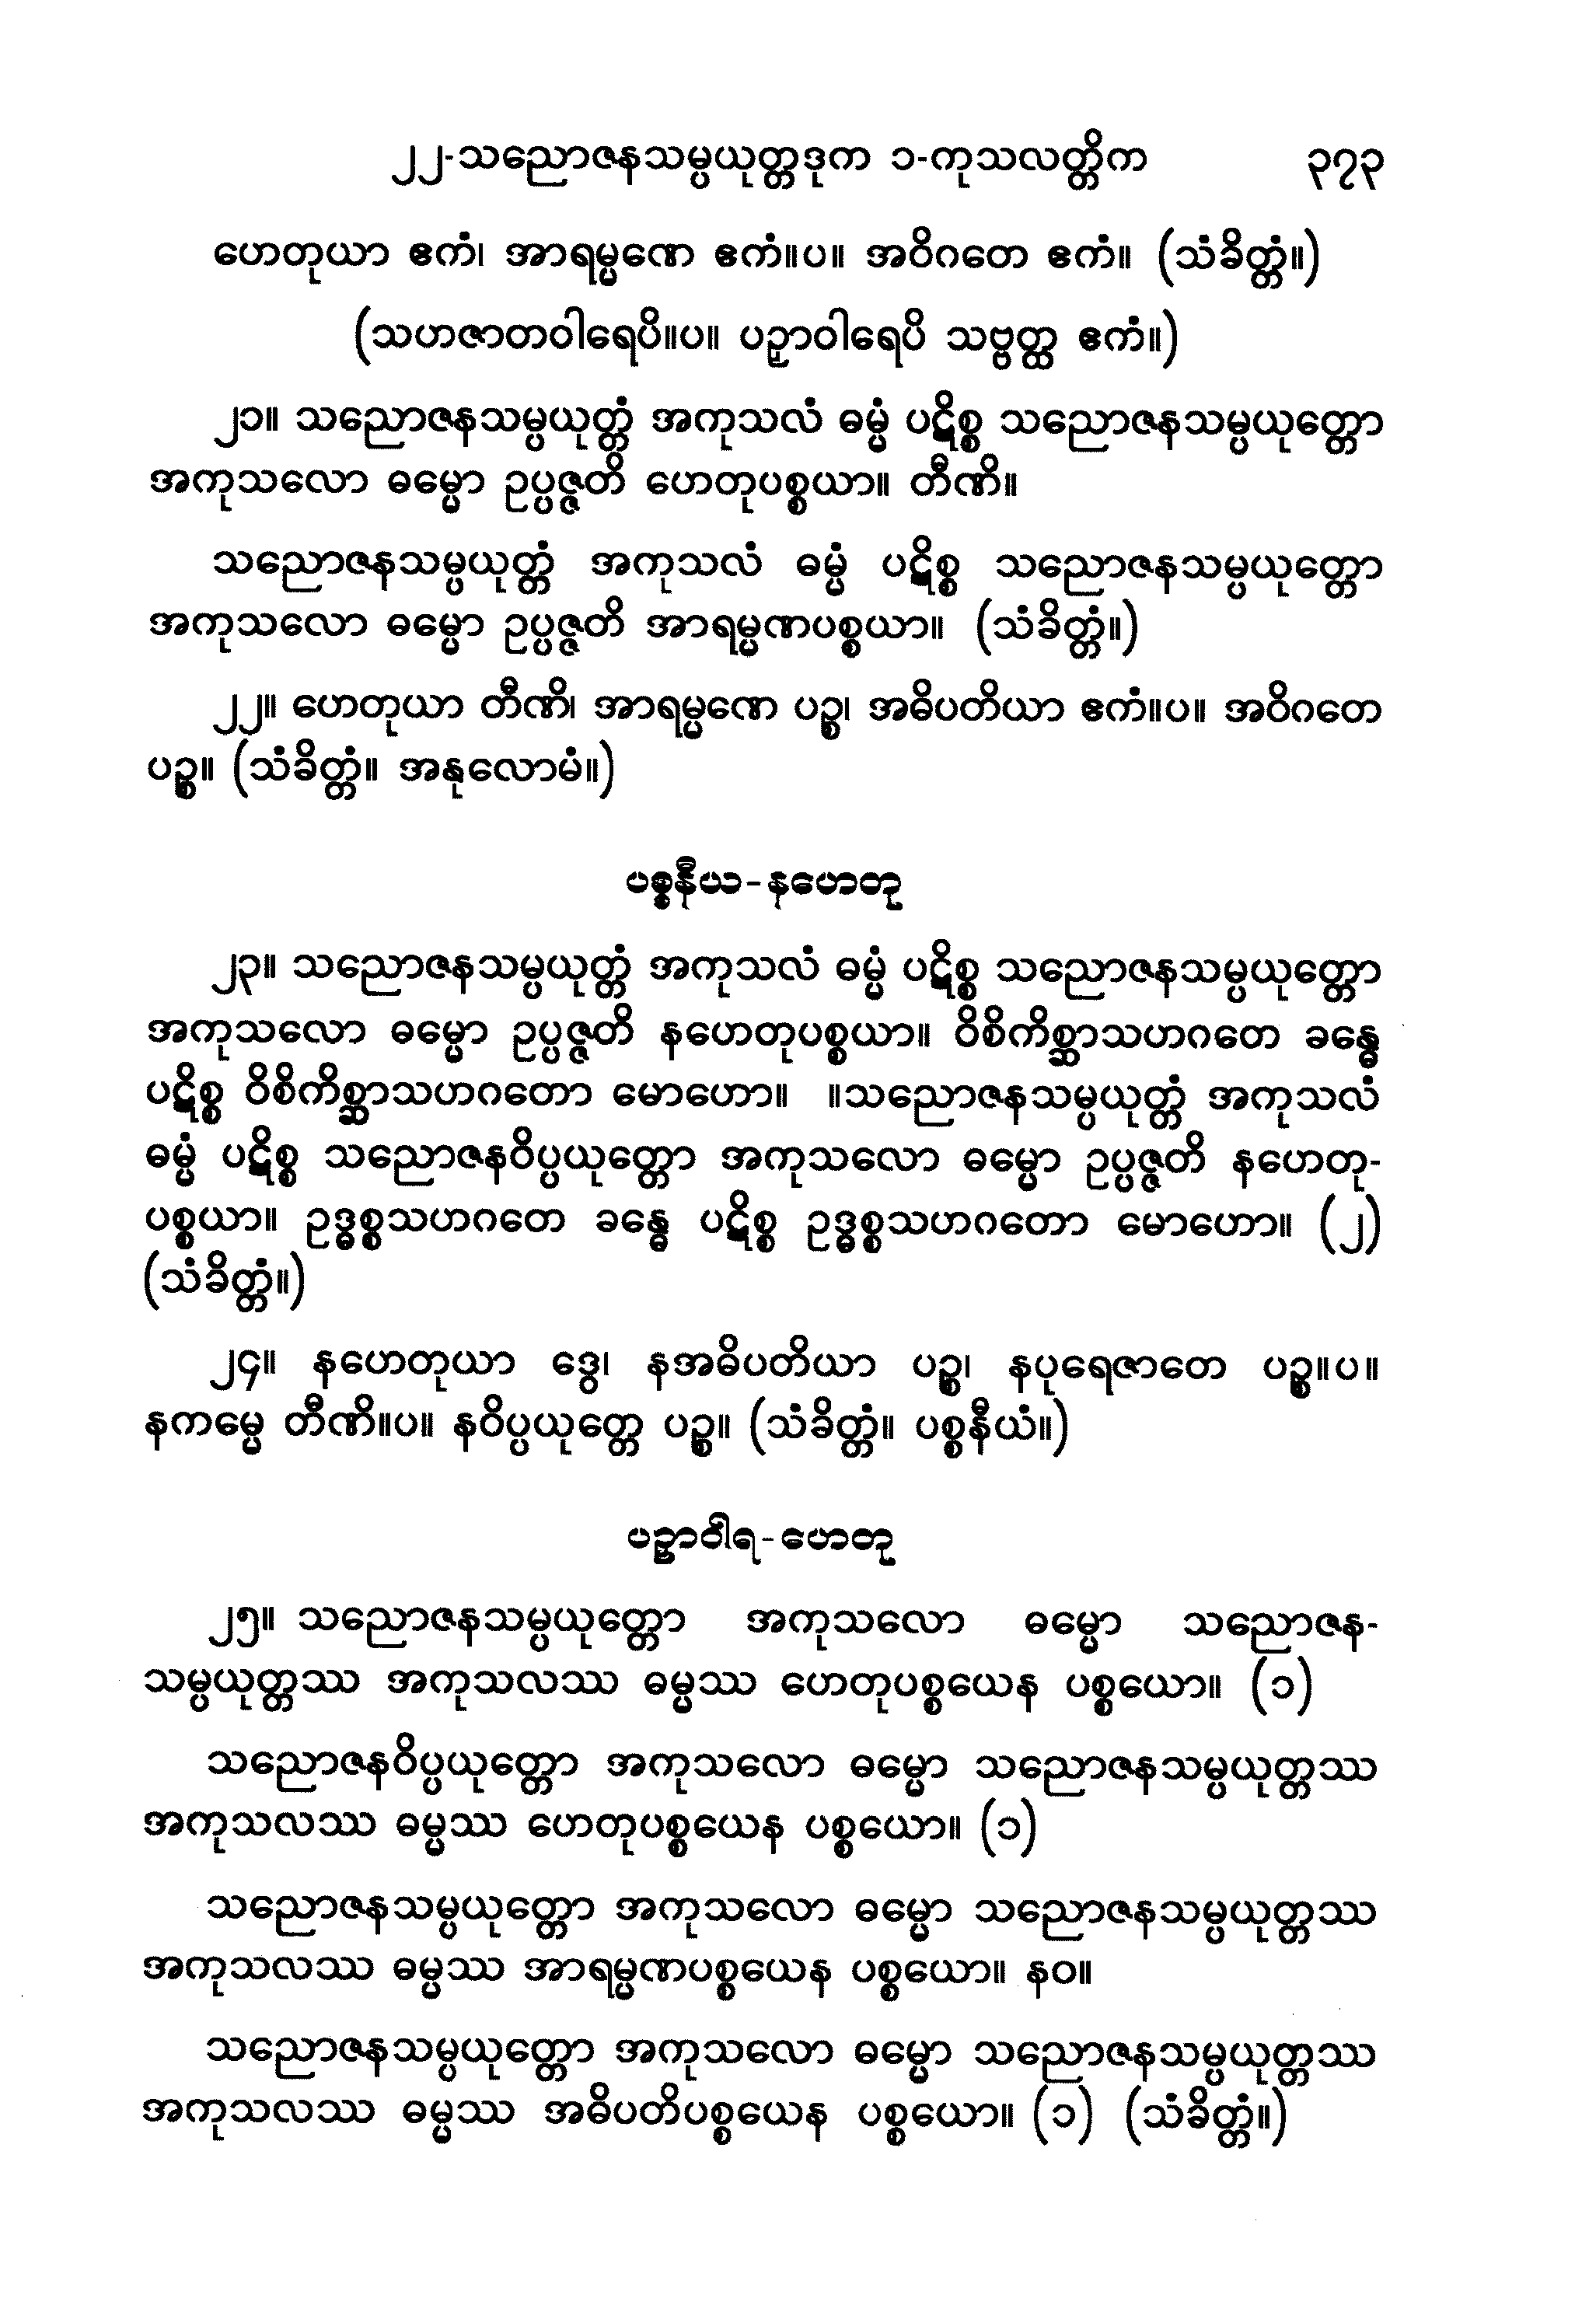 ၂၂-သညောဇနသမ္ပယုတ္တဒုက ၁-ကုသလတ္တိက ၃၇၃
ဟေတုယာ ဧကံ၊ အာရမ္မဏေ ဧကံ။ပ။ အဝိဂတေ ဧကံ။ (သံခိတ္တံ။)
(သဟဇာတဝါရေပိ။ပ။ ပဉှာဝါရေပိ သဗ္ဗတ္ထ ဧကံ။)
၂၁။ သညောဇနသမ္ပယုတ္တံ အကုသလံ ဓမ္မံ ပဋိစ္စ သညောဇနသမ္ပယုတ္တော
အကုသလော ဓမ္မော ဥပ္ပဇ္ဇတိ ဟေတုပစ္စယာ။ တီဏိ။
သညောဇနသမ္ပယုတ္တံ အကုသလံ ဓမ္မံ ပဋိစ္စ သညောဇနသမ္ပယုတ္တော
အကုသလော ဓမ္မော ဥပ္ပဇ္ဇတိ အာရမ္မဏပစ္စယာ။ (သံခိတ္တံ။)
၂၂။ ဟေတုယာ တီဏိ၊ အာရမ္မဏေ ပဉ္စ၊ အဓိပတိယာ ဧကံ။ပ။ အဝိဂတေ
ပဉ္စ။ (သံခိတ္တံ။ အနုလောမံ။)
ပစ္စနီယ-နဟေတု
၂၃။ သညောဇနသမ္ပယုတ္တံ အကုသလံ ဓမ္မံ ပဋိစ္စ သညောဇနသမ္ပယုတ္တော
အကုသလော ဓမ္မော ဥပ္ပဇ္ဇတိ နဟေတုပစ္စယာ။ ဝိစိကိစ္ဆာသဟဂတေ ခန္ဓေ
ပဋိစ္စ ဝိစိကိစ္ဆာသဟဂတော မောဟော။ ။သညောဇနသမ္ပယုတ္တံ အကုသလံ
ဓမ္မံ ပဋိစ္စ သညောဇနဝိပ္ပယုတ္တော အကုသလော ဓမ္မော ဥပ္ပဇ္ဇတိ နဟေတု-
ပစ္စယာ။ ဥဒ္ဓစ္စသဟဂတေ ခန္ဓေ ပဋိစ္စ ဥဒ္ဓစ္စသဟဂတော မောဟော။ (၂)
(သံခိတ္တံ။)
၂၄။ နဟေတုယာ ဒွေ၊ နအဓိပတိယာ ပဉ္စ၊ နပုရေဇာတေ ပဉ္စ။ပ။
နကမ္မေ တီဏိ။ပ။ နဝိပ္ပယုတ္တေ ပဉ္စ။ (သံခိတ္တံ။ ပစ္စနီယံ။)
ပဉှာဝါရ-ဟေတု
၂၅။ သညောဇနသမ္ပယုတ္တော အကုသလော ဓမ္မော သညောဇန-
သမ္ပယုတ္တဿ အကုသလဿ ဓမ္မဿ ဟေတုပစ္စယေန ပစ္စယော။ (၁)
သညောဇနဝိပ္ပယုတ္တော အကုသလော ဓမ္မော သညောဇနသမ္ပယုတ္တဿ
အကုသလဿ ဓမ္မဿ ဟေတုပစ္စယေန ပစ္စယော။ (၁)
သညောဇနသမ္ပယုတ္တော အကုသလော ဓမ္မော သညောဇနသမ္ပယုတ္တဿ
အကုသလဿ ဓမ္မဿ အာရမ္မဏပစ္စယေန ပစ္စယော။ နဝ။
သညောဇနသမ္ပယုတ္တော အကုသလော ဓမ္မော သညောဇနသမ္ပယုတ္တဿ
အကုသလဿ ဓမ္မဿ အဓိပတိပစ္စယေန ပစ္စယော။ (၁) (သံခိတ္တံ။)